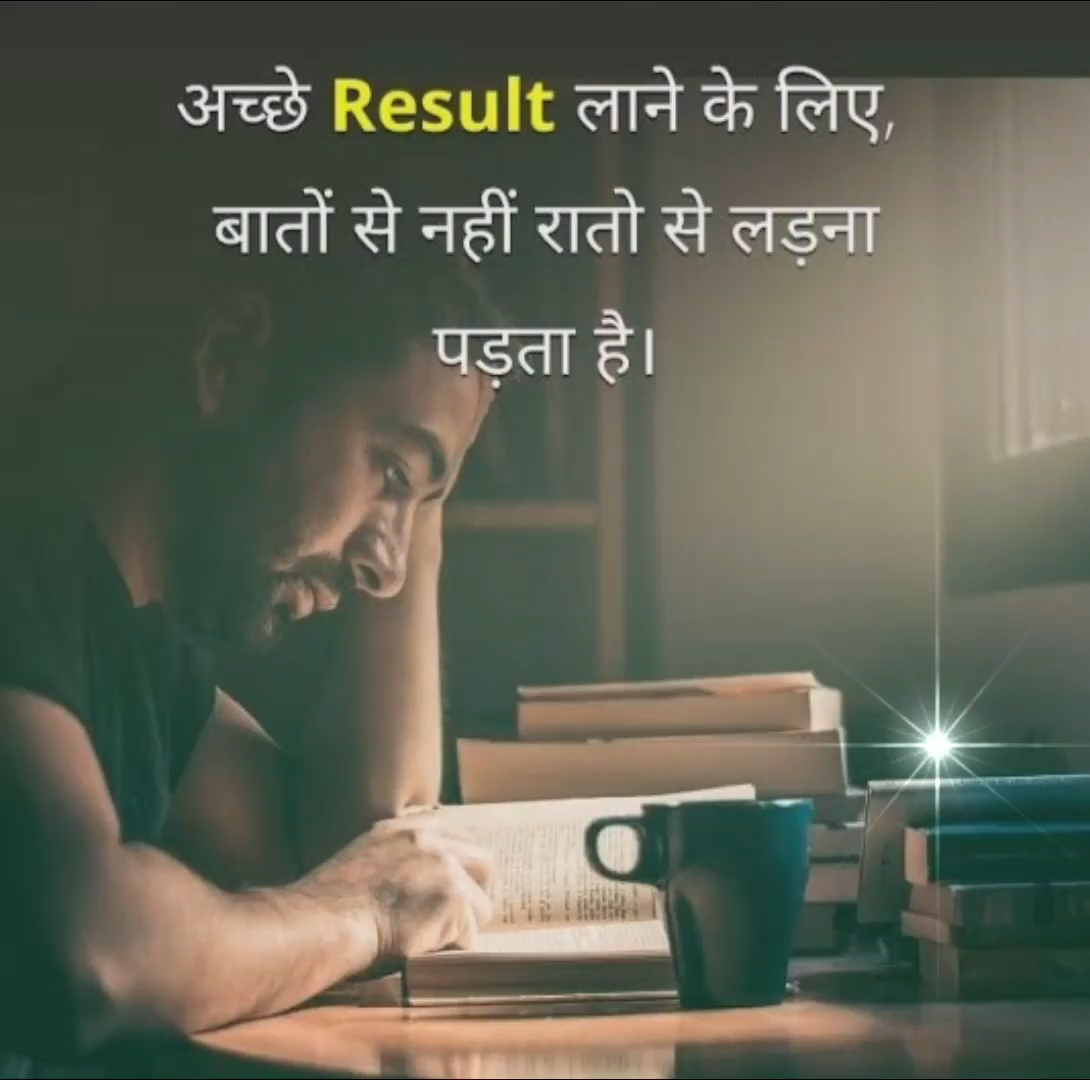 अच्छे Result लाने के लिए,
बातों से नहीं रातो से लड़ना
पड़ता है।